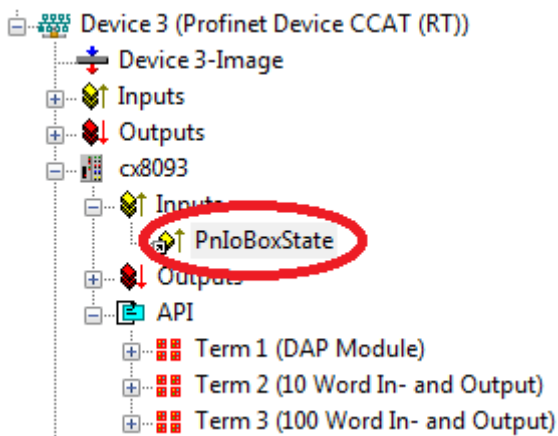 Device 3 (Profinet Device CCAT (RT))
Device 3-Image
Inputs
Outputs
cx8093
Inputs
PnIoBoxState
Outputs
API
Term 1 (DAP Module)
Term 2 (10 Word In- and Output)
Term 3 (100 Word In- and Output)